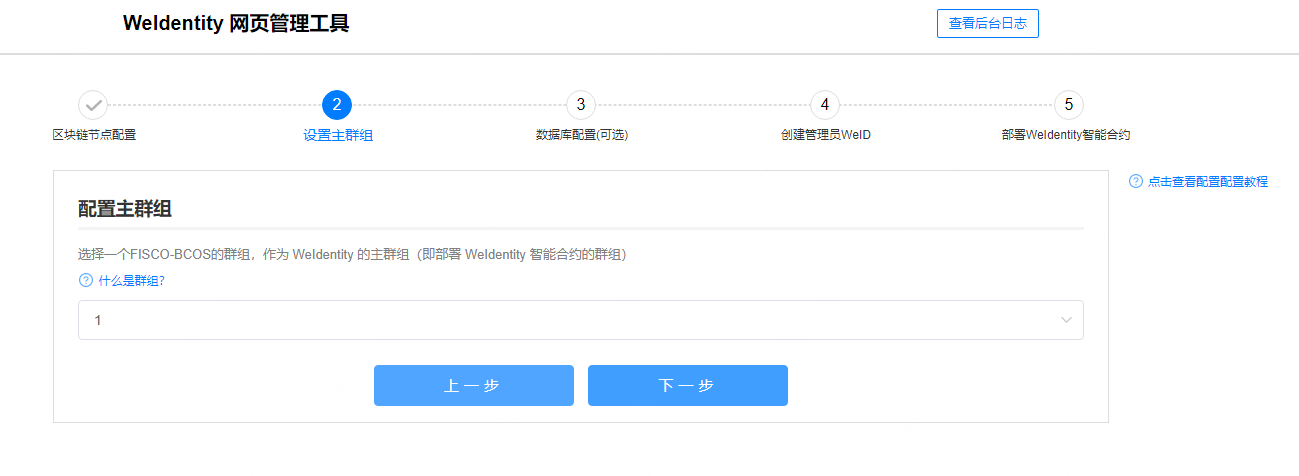 WeIdentity 网页管理工具
查看后台日志
2
3
4
5
区块链节点配置
设置主群组
数据库配置(可选)
创建管理员WeID
部署WeIdentity智能合约
点击查看配置配置教程
配置主群组
选择一个FISCO-BCOS的群组，作为 WeIdentity 的主群组（即部署 WeIdentity 智能合约的群组）
什么是群组?
1
上一步
下一步